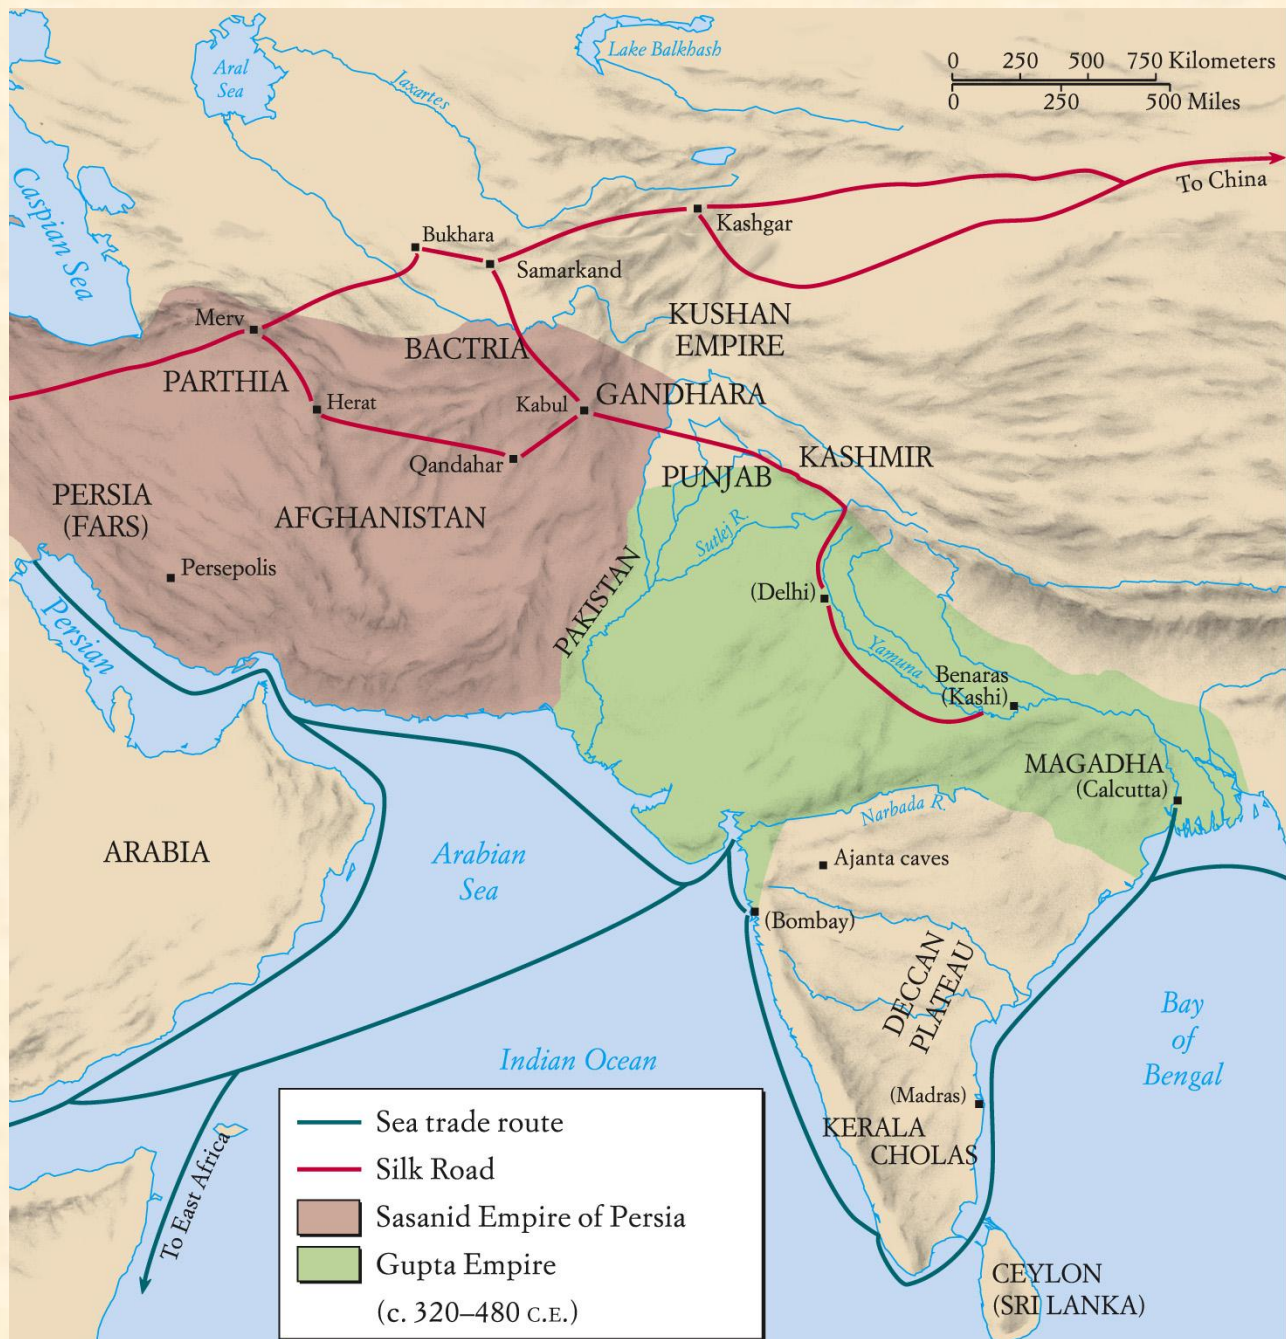 Lake Balkhash
Aral
Sea
Jaxartes
0 250 500 750 Kilometers
0 250 500 Miles
To China
Caspian Sea
Bukhara
Kashgar
Samarkand
Merv
KUSHAN
EMPIRE
BACTRIA
PARTHIA
Herat
Kabul
GANDHARA
Qandahar
KASHMIR
PUNJAB
PERSIA
(FARS)
AFGHANISTAN
Sutlej R.
Persepolis
PAKISTAN
(Delhi)
Persian
Yamuna
Benaras
(Kashi)
MAGADHA
(Calcutta)
Narbada R.
ARABIA
Arabian
Sea
Ajanta caves
(Bombay)
DECCAN
PLATEAU
Bay
of
Bengal
Indian Ocean
(Madras)
KERALA
CHOLAS
To East Africa
CEYLON
(SRI LANKA)
Sea trade route
Silk Road
Sasanid Empire of Persia
Gupta Empire
(c. 320–480 C.E.)